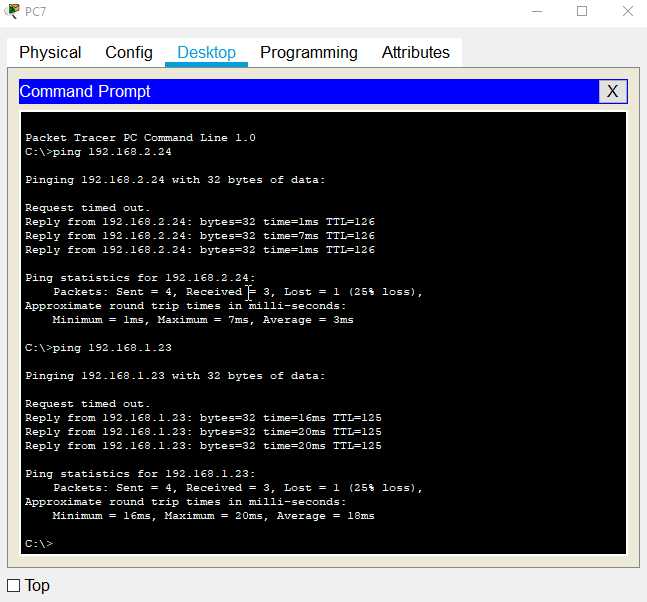 PC7
Physical Config Desktop Programming Attributes
Command Prompt X
Packet Tracer PC Command Line 1.0
C:\>ping 192.168.2.24
Pinging 192.168.2.24 with 32 bytes of data:
Request timed out.
Reply from 192.168.2.24: bytes=32 time=1ms TTL=126
Reply from 192.168.2.24: bytes=32 time=7ms TTL=126
Reply from 192.168.2.24: bytes=32 time=1ms TTL=126
Ping statistics for 192.168.2.24:
Packets: Sent = 4, Received = 3, Lost = 1 (25% loss),
Approximate round trip times in milli-seconds:
Minimum = 1ms, Maximum = 7ms, Average = 3ms
C:\>ping 192.168.1.23
Pinging 192.168.1.23 with 32 bytes of data:
Request timed out.
Reply from 192.168.1.23: bytes=32 time=16ms TTL=125
Reply from 192.168.1.23: bytes=32 time=20ms TTL=125
Reply from 192.168.1.23: bytes=32 time=20ms TTL=125
Ping statistics for 192.168.1.23:
Packets: Sent = 4, Received = 3, Lost = 1 (25% loss),
Approximate round trip times in milli-seconds:
Minimum = 16ms, Maximum = 20ms, Average = 18ms
C:\>
Top